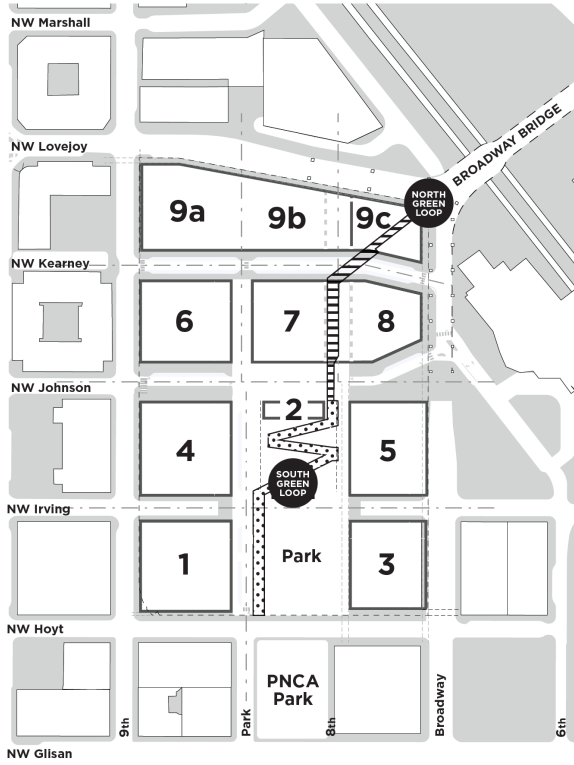 NW Marshall
BROADWAY BRIDGE
NW Lovejoy
NORTH
GREEN
LOOP
9a
9b
9c
NW Kearney
6
7
8
NW Johnson
2
4
5
SOUTH
GREEN
LOOP
NW Irving
1
Park
3
NW Hoyt
PNCA
Park
9th
Park
8th
Broadway
6th
NW Glisan